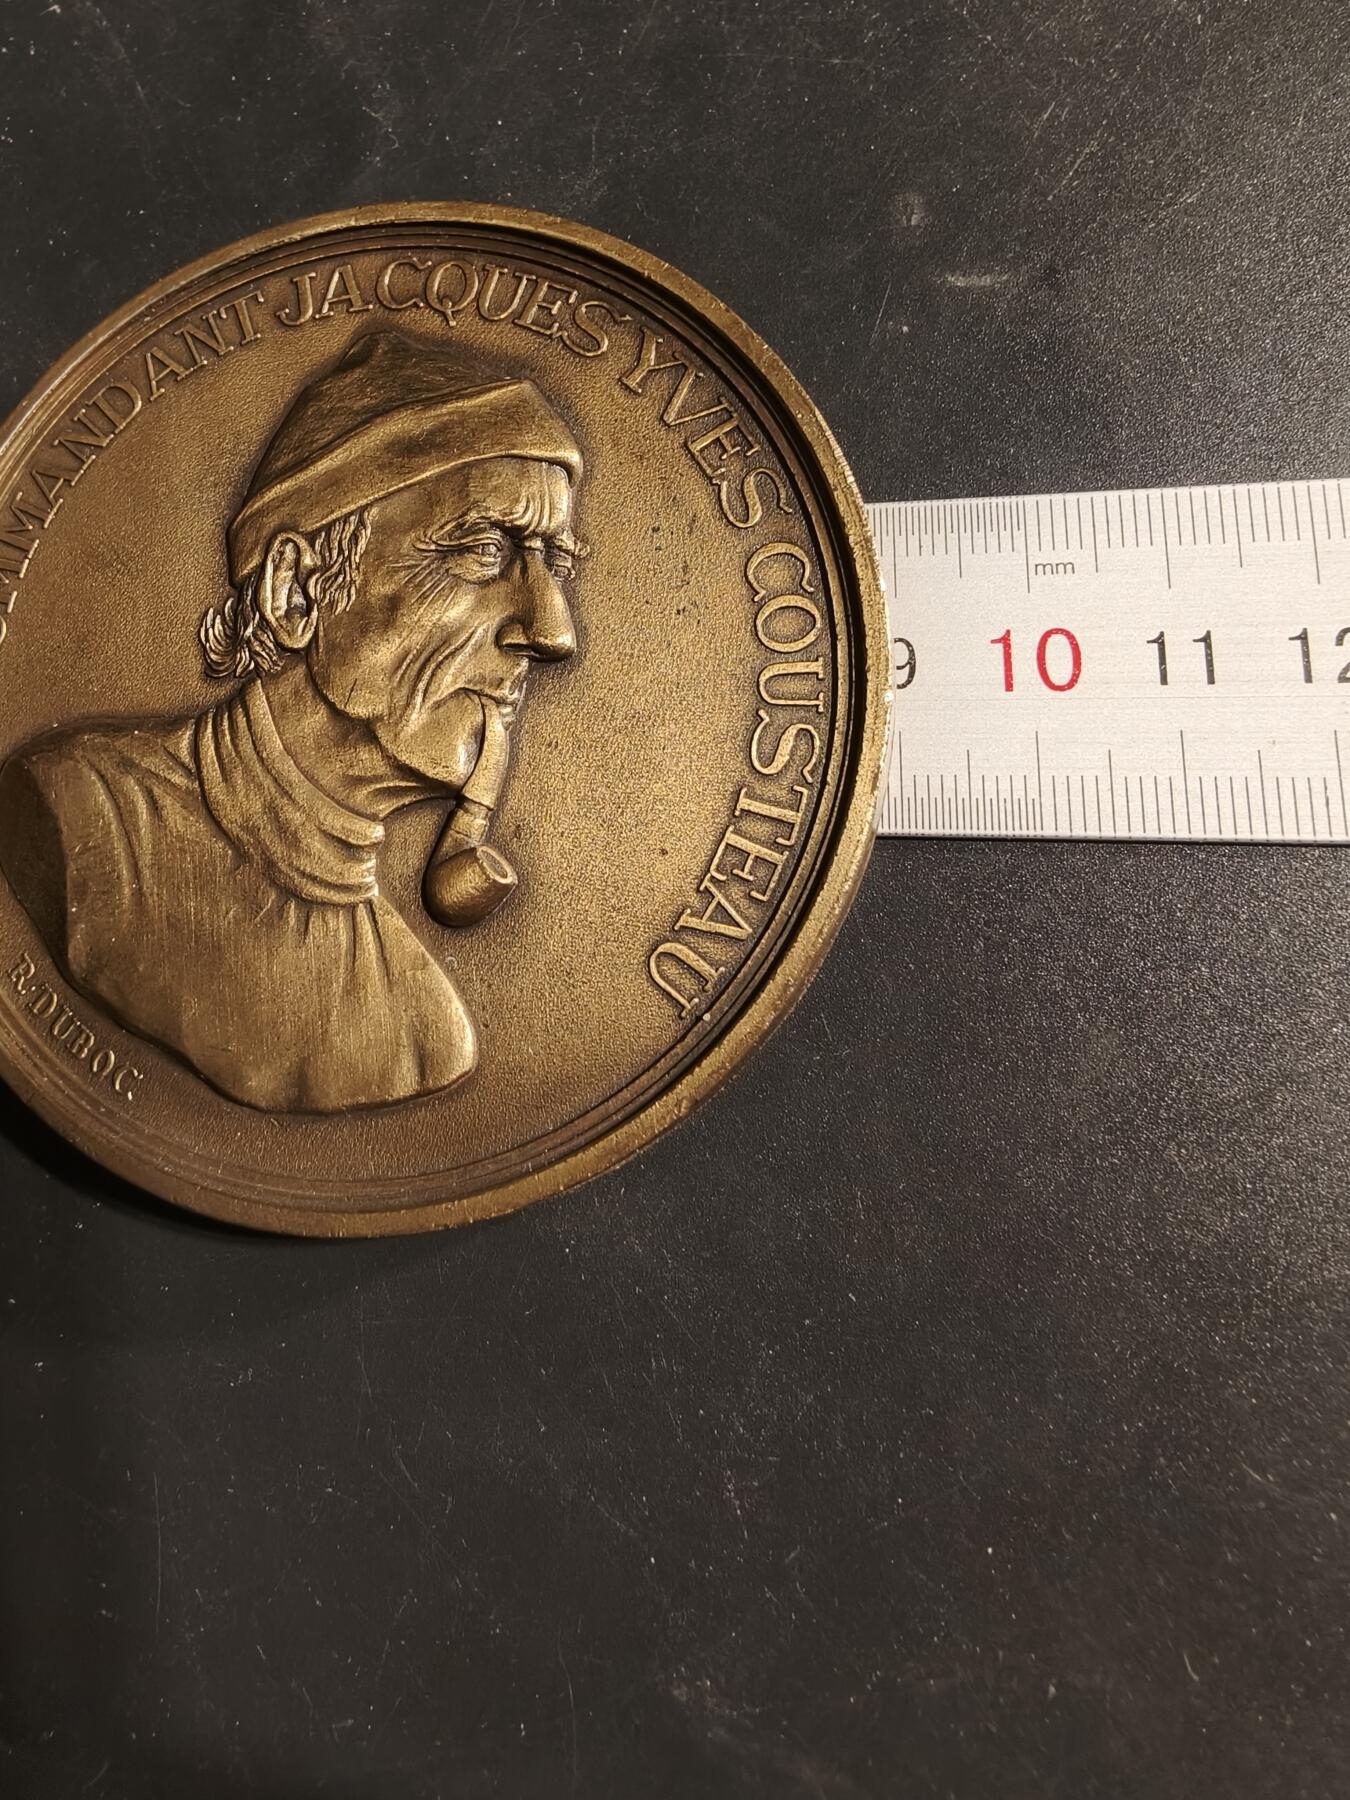 OMMANDANT JACQUES YVES COUSTEAU
R. DUBOC
mm
9 10 11 12